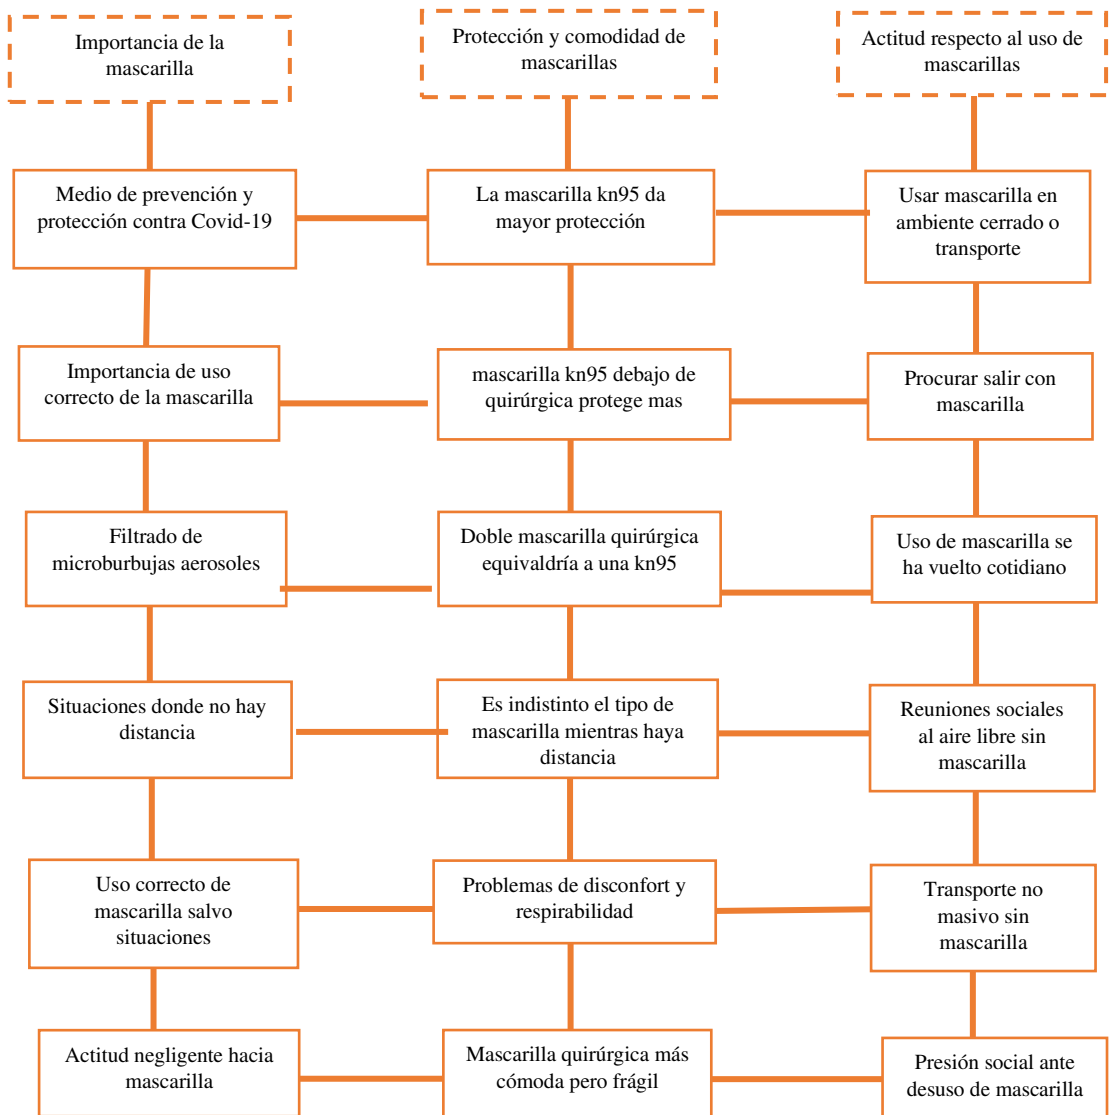 Importancia de la
mascarilla
Protección y comodidad de
mascarillas
Actitud respecto al uso de
mascarillas
Medio de prevención y
protección contra Covid-19
La mascarilla kn95 da
mayor protección
Usar mascarilla en
ambiente cerrado o
transporte
Importancia de uso
correcto de la mascarilla
mascarilla kn95 debajo de
quirúrgica protege mas
Procurar salir con
mascarilla
Filtrado de
microburbujas aerosoles
Doble mascarilla quirúrgica
equivaldría a una kn95
Uso de mascarilla se
ha vuelto cotidiano
Situaciones donde no hay
distancia
Es indistinto el tipo de
mascarilla mientras haya
distancia
Reuniones sociales
al aire libre sin
mascarilla
Uso correcto de
mascarilla salvo
situaciones
Problemas de disconfort y
respirabilidad
Transporte no
masivo sin
mascarilla
Actitud negligente hacia
mascarilla
Mascarilla quirúrgica más
cómoda pero frágil
Presión social ante
desuso de mascarilla